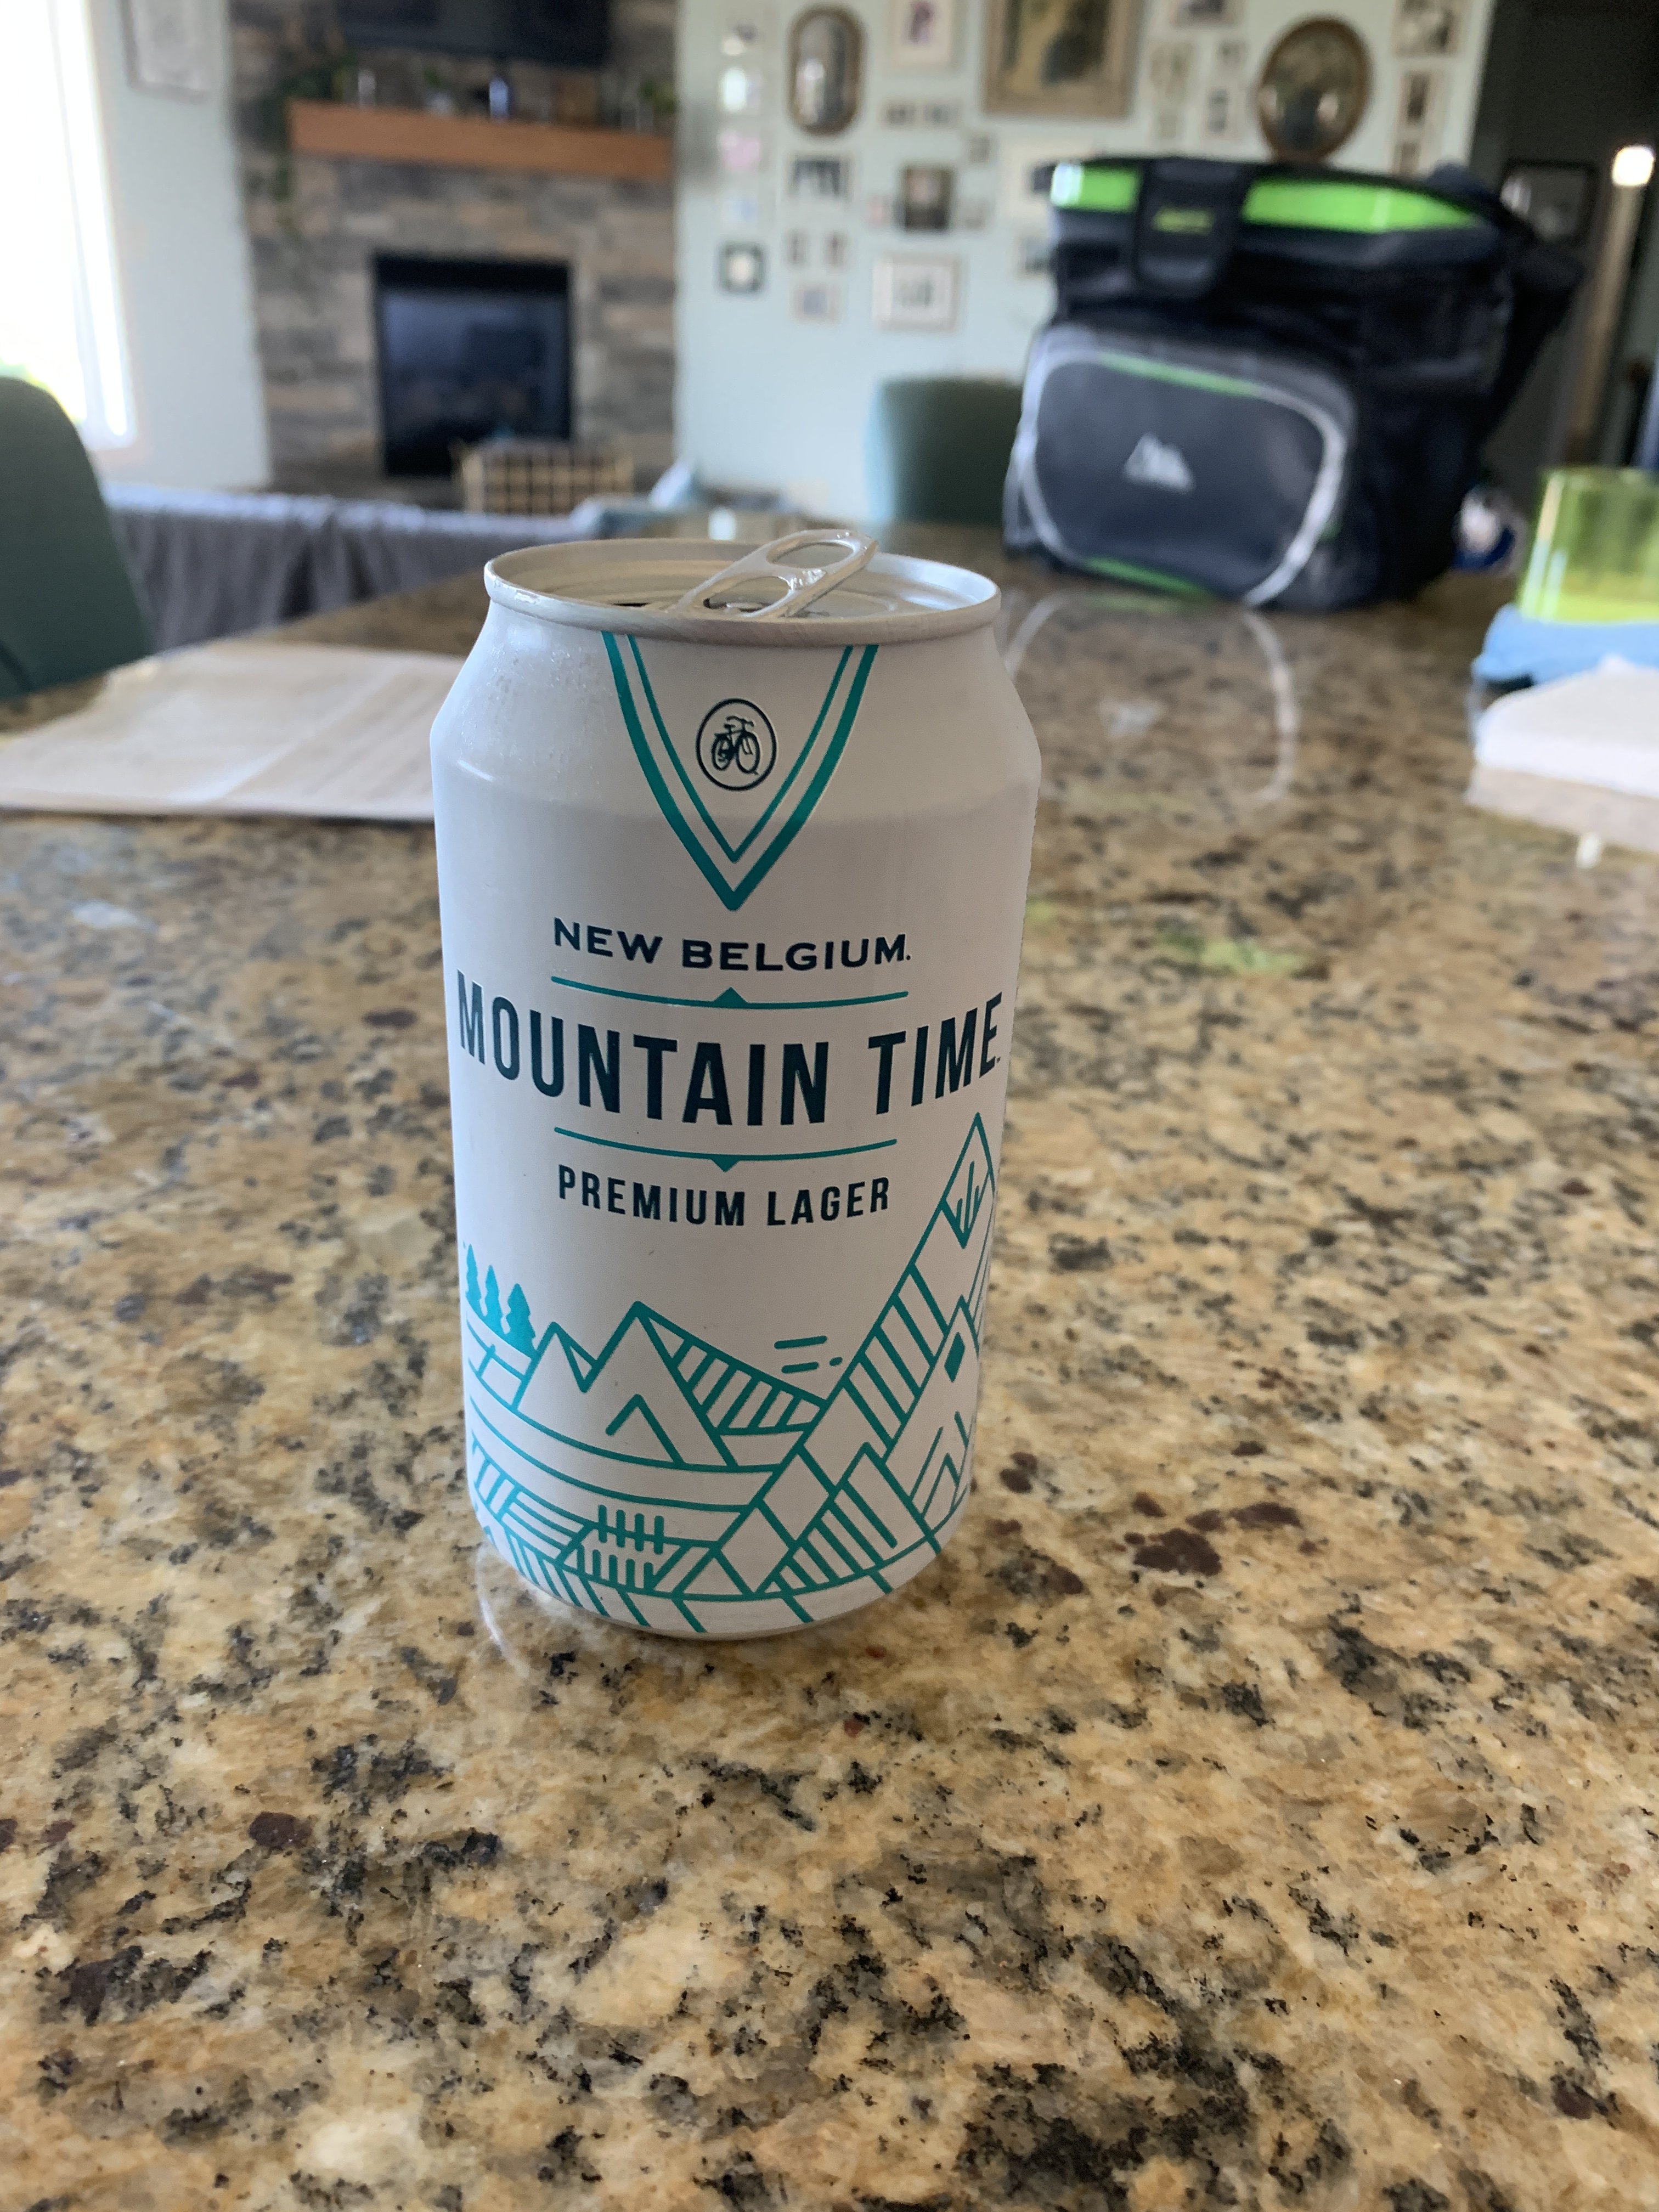 NEW BELGIUM.
MOUNTAIN TIME.
PREMIUM LAGER